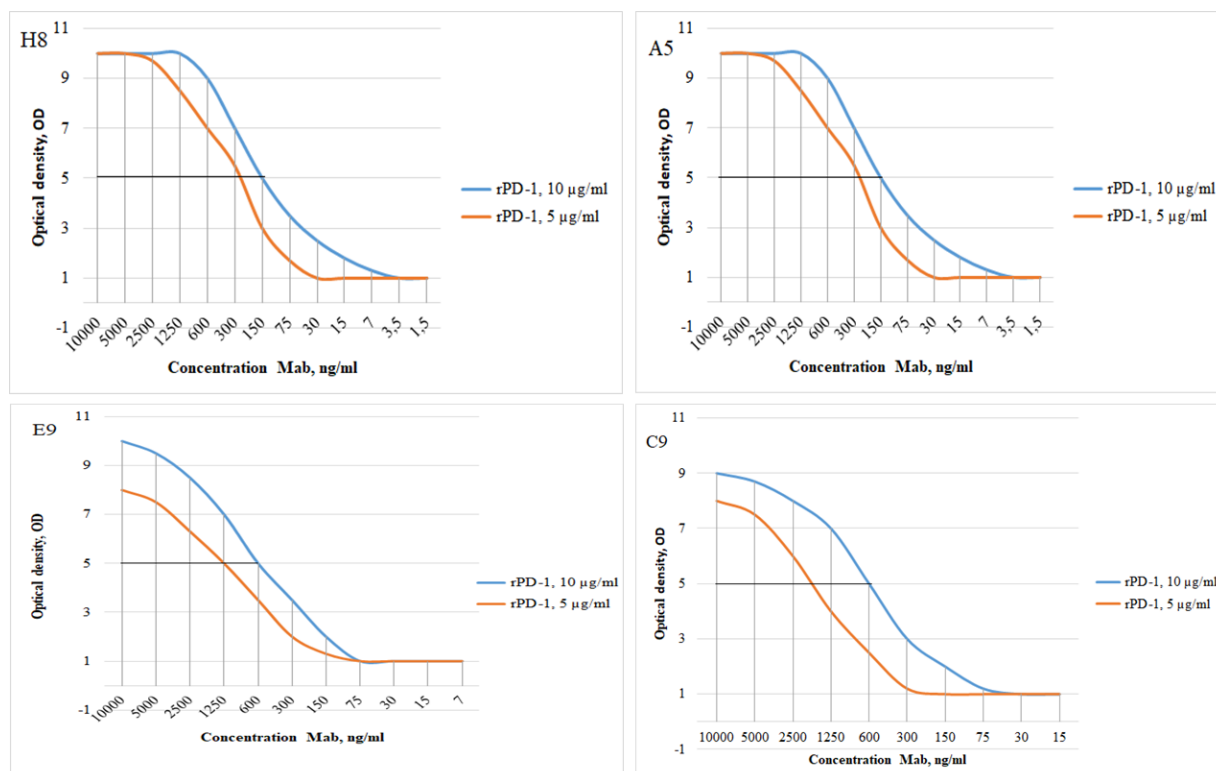 H8
11
9
7
5
3
1
-1
Optical density, OD
10000 5000 2500 1250 600 300 150 75 30 15 7 3,5 1,5
Concentration Mab, ng/ml
rPD-1, 10 µg/ml
rPD-1, 5 µg/ml
A5
11
9
7
5
3
1
-1
Optical density, OD
10000 5000 2500 1250 600 300 150 75 30 15 7 3,5 1,5
Concentration Mab, ng/ml
rPD-1, 10 µg/ml
rPD-1, 5 µg/ml
E9
11
9
7
5
3
1
-1
Optical density, OD
10000 5000 2500 1250 600 300 150 75 30 15 7
Concentration Mab, ng/ml
rPD-1, 10 µg/ml
rPD-1, 5 µg/ml
C9
11
9
7
5
3
1
-1
Optical density, OD
10000 5000 2500 1250 600 300 150 75 30 15
Concentration Mab, ng/ml
rPD-1, 10 µg/ml
rPD-1, 5 µg/ml